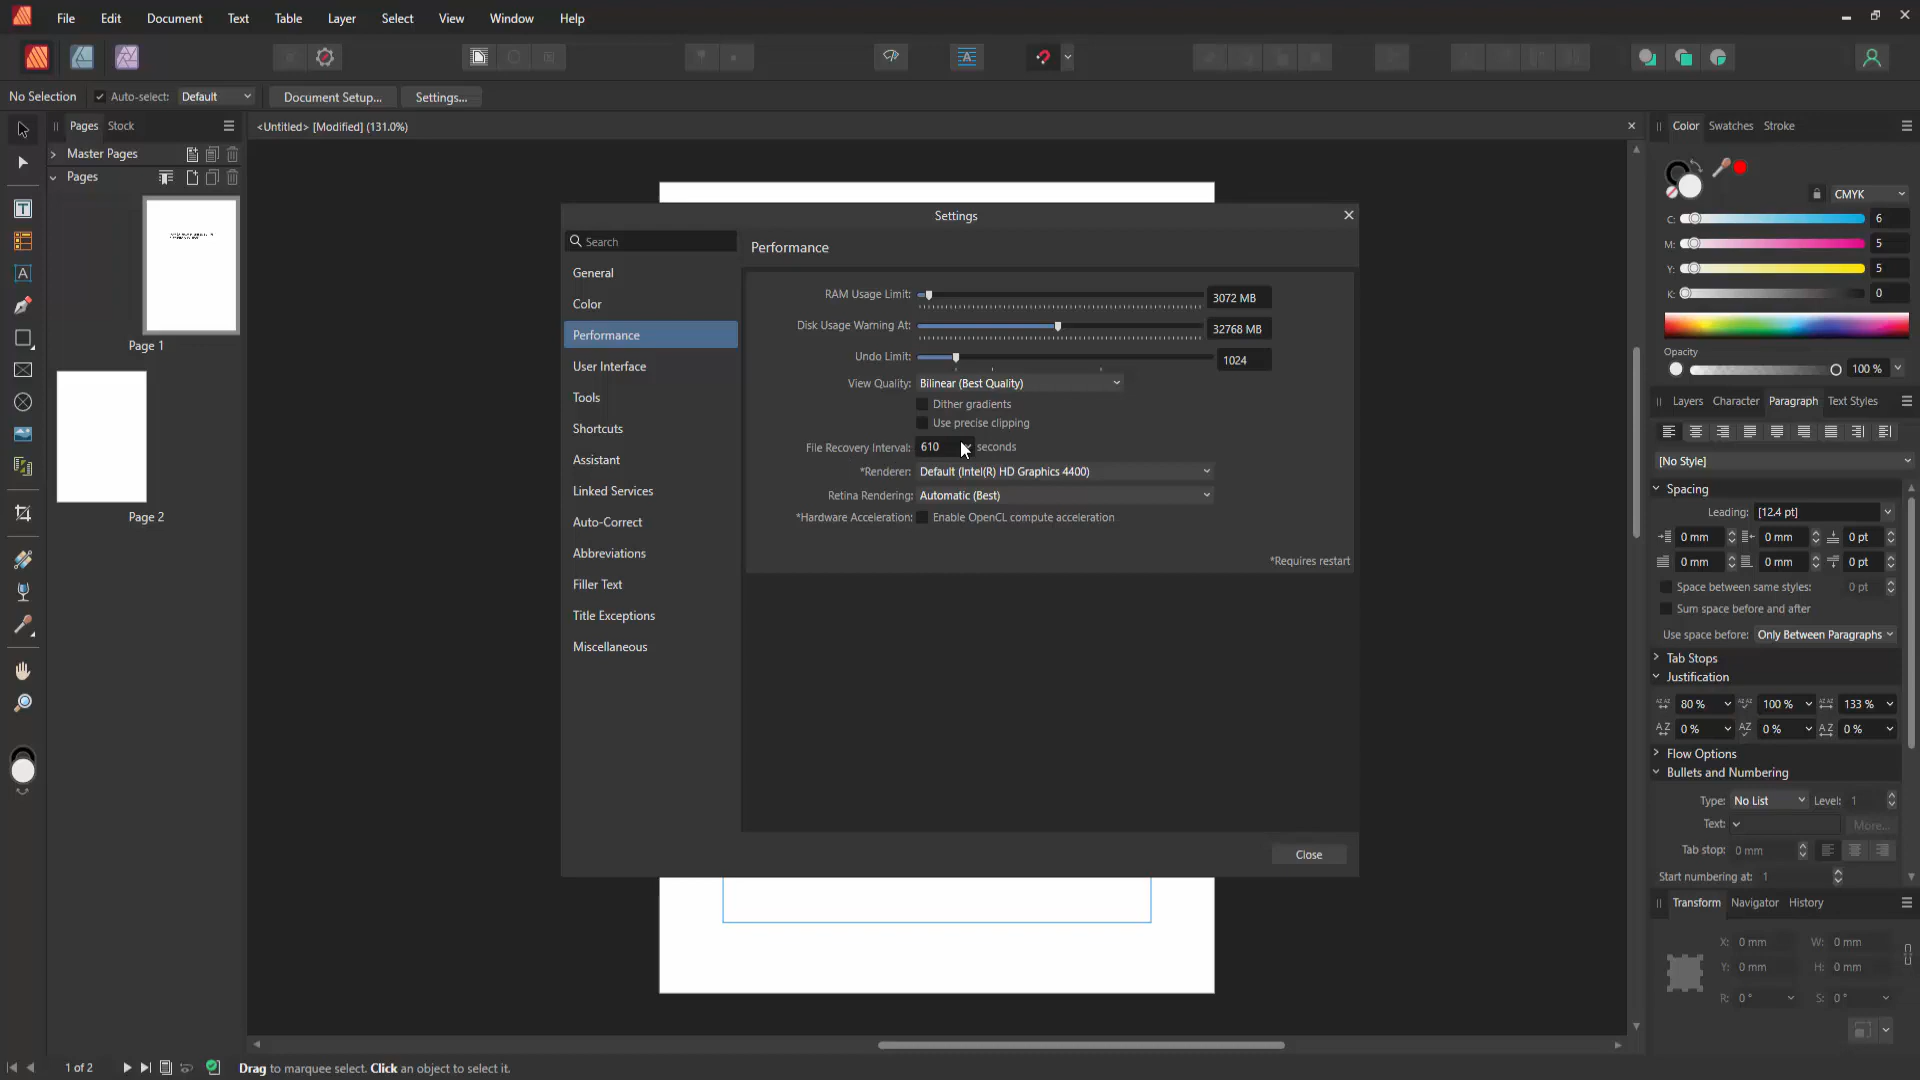 File Edit Document Text Table Layer Select View Window Help
No Selection Auto-select: Default Document Setup... Settings...
Pages Stock
<Untitled> [Modified] (131.0%)
Master Pages
Pages
Page 1
Page 2
Settings
Search
General
Color
Performance
User Interface
Tools
Shortcuts
Assistant
Linked Services
Auto-Correct
Abbreviations
Filler Text
Title Exceptions
Miscellaneous
Performance
RAM Usage Limit: 3072 MB
Disk Usage Warning At: 32768 MB
Undo Limit: 1024
View Quality: Bilinear (Best Quality)
Dither gradients
Use precise clipping
File Recovery Interval: 610 seconds
*Renderer: Default (Intel(R) HD Graphics 4400)
Retina Rendering: Automatic (Best)
*Hardware Acceleration: Enable OpenCL compute acceleration
*Requires restart
Close
Color Swatches Stroke
CMYK
C: 6
M: 5
Y: 5
K: 0
Opacity
100 %
Layers Character Paragraph Text Styles
[No Style]
Spacing
Leading: [12.4 pt]
0 mm 0 mm 0 pt
0 mm 0 mm 0 pt
Space between same styles: 0 pt
Sum space before and after
Use space before: Only Between Paragraphs
Tab Stops
Justification
80 % 100 % 133 %
0 % 0 % 0 %
Flow Options
Bullets and Numbering
Type: No List Level: 1
Text: More...
Tab stop: 0 mm
Start numbering at: 1
Transform Navigator History
X: 0 mm W: 0 mm
Y: 0 mm H: 0 mm
R: 0 ° S: 0 °
1 of 2 Drag to marquee select. Click an object to select it.